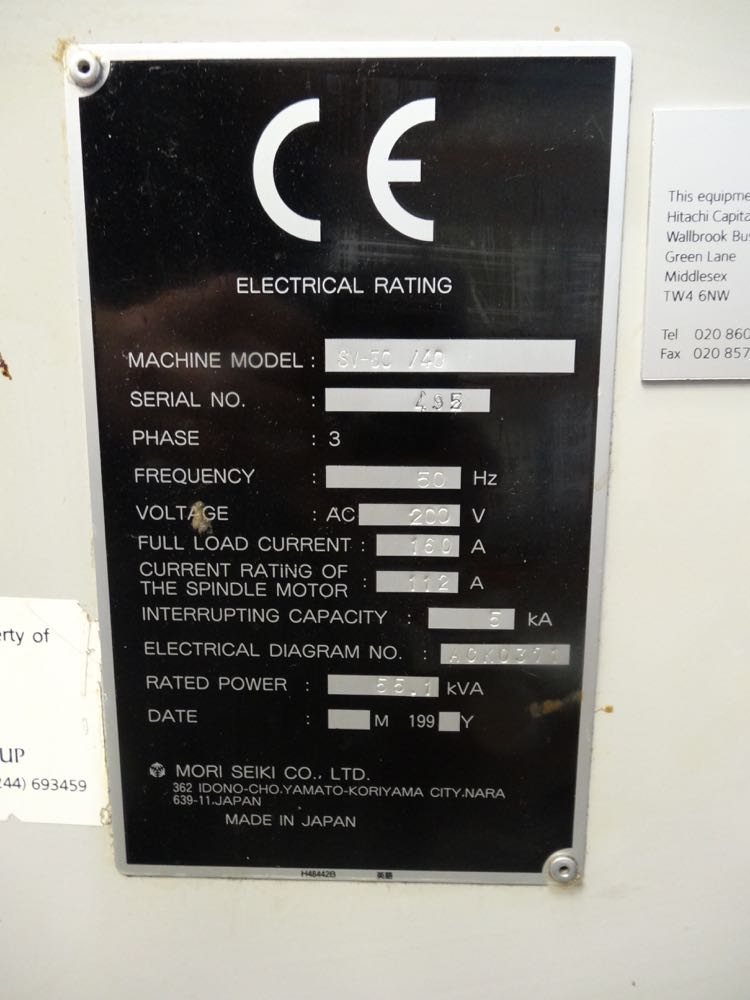 CE
ELECTRICAL RATING
MACHINE MODEL : SV-50 /40
SERIAL NO. : 495
PHASE : 3
FREQUENCY : 50 Hz
VOLTAGE : AC 200 V
FULL LOAD CURRENT : 160 A
CURRENT RATING OF
THE SPINDLE MOTOR : 112 A
INTERRUPTING CAPACITY : 5 kA
ELECTRICAL DIAGRAM NO. :
RATED POWER : 55.1 kVA
DATE : M 199 Y
MORI SEIKI CO., LTD.
362 IDONO-CHO,YAMATO-KORIYAMA CITY,NARA
639-11,JAPAN
MADE IN JAPAN
H48442B 英語
This equipme
Hitachi Capita
Wallbrook Bus
Green Lane
Middlesex
TW4 6NW
Tel 020 860
Fax 020 857
erty of
UP
244) 693459